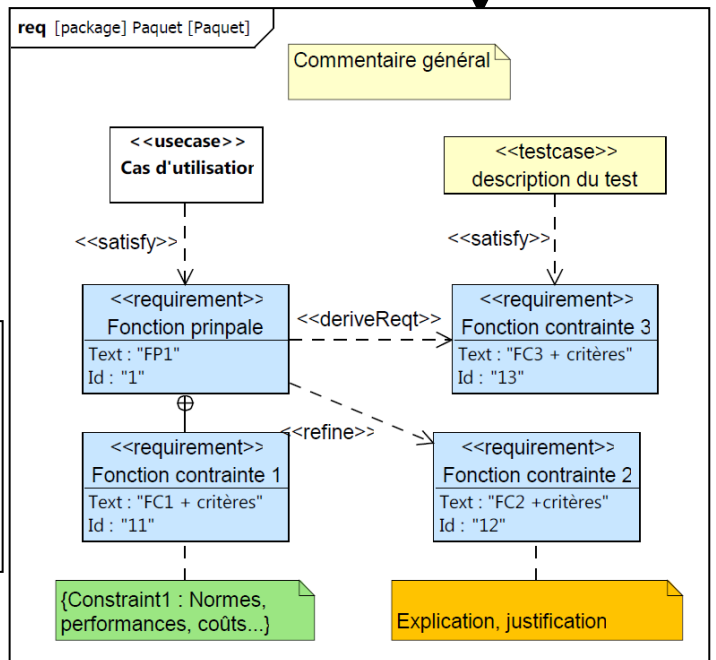 req [package] Paquet [Paquet]
Commentaire général
<<usecase>>
Cas d'utilisation
<<testcase>>
description du test
<<satisfy>>
<<satisfy>>
<<requirement>>
Fonction prinpale
Text : "FP1"
Id : "1"
<<deriveReqt>>
<<requirement>>
Fonction contrainte 3
Text : "FC3 + critères"
Id : "13"
<<refine>>
<<requirement>>
Fonction contrainte 1
Text : "FC1 + critères"
Id : "11"
<<requirement>>
Fonction contrainte 2
Text : "FC2 +critères"
Id : "12"
{Constraint1 : Normes,
performances, coûts...}
Explication, justification